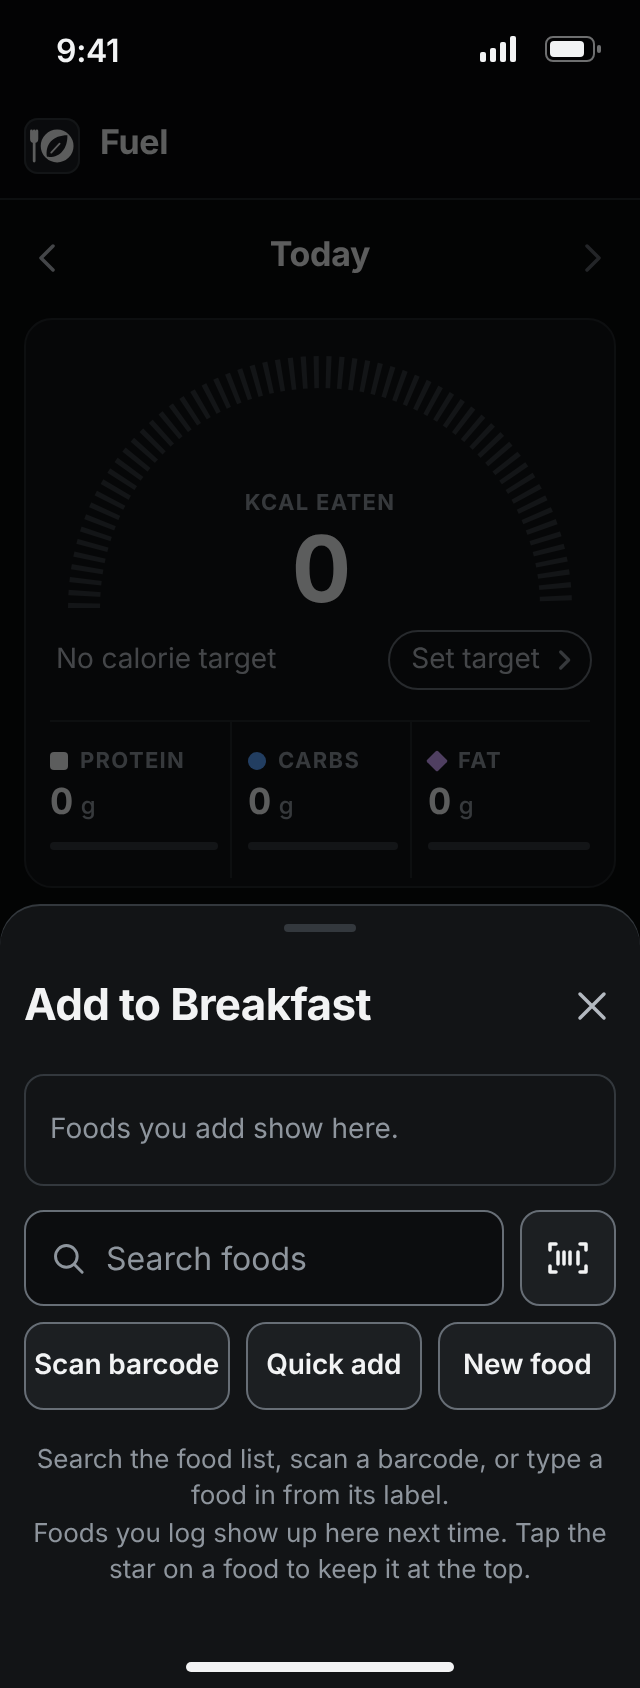 9:41
Fuel
Today
KCAL EATEN
0
No calorie target
Set target
PROTEIN
CARBS
FAT
0 g
0 g
0 g
Add to Breakfast
Foods you add show here.
Search foods
Scan barcode
Quick add
New food
Search the food list, scan a barcode, or type a
food in from its label.
Foods you log show up here next time. Tap the
star on a food to keep it at the top.